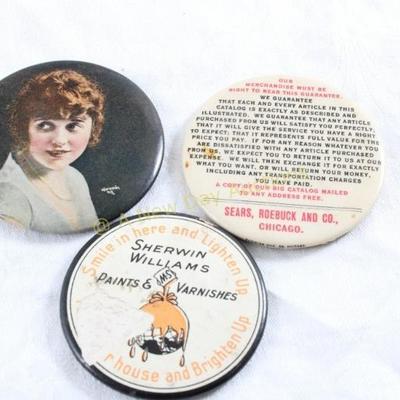 OUR
MERCHANDISE MUST BE
RIGHT TO BEAR THIS GUARANTEE.
WE GUARANTEE
THAT EACH AND EVERY ARTICLE IN THIS
CATALOG IS EXACTLY AS DESCRIBED AND
ILLUSTRATED. WE GUARANTEE THAT ANY ARTICLE
PURCHASED FROM US WILL SATISFY YOU PERFECTLY;
THAT IT WILL GIVE THE SERVICE YOU HAVE A RIGHT
TO EXPECT; THAT IT REPRESENTS FULL VALUE FOR THE
PRICE YOU PAY. IF FOR ANY REASON WHATEVER YOU
ARE DISSATISFIED WITH ANY ARTICLE PURCHASED
FROM US, WE EXPECT YOU TO RETURN IT TO US AT OUR
EXPENSE. WE WILL THEN EXCHANGE IT FOR EXACTLY
WHAT YOU WANT, OR WILL RETURN YOUR MONEY,
INCLUDING ANY TRANSPORTATION CHARGES
YOU HAVE PAID.
A COPY OF OUR BIG CATALOG MAILED
TO ANY ADDRESS FREE
SEARS, ROEBUCK AND CO.,
CHICAGO.
Smile in here and Lighten Up
SHERWIN
WILLIAMS
PAINTS & VARNISHES
SWP
r house and Brighten Up
A New Day